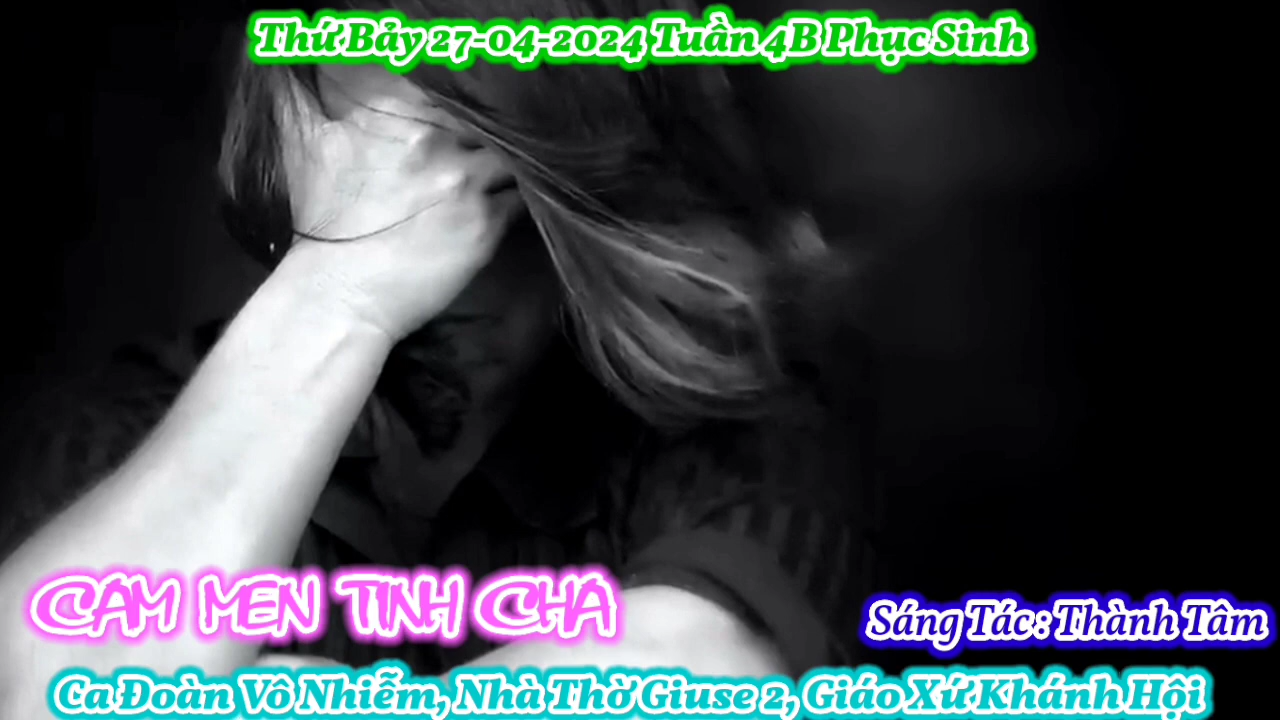 Thứ Bảy 27-04-2024 Tuần 4B Phục Sinh
CAM MEN TINH CHA
Sáng Tác : Thành Tâm
Ca Đoàn Vô Nhiễm, Nhà Thờ Giuse 2, Giáo Xứ Khánh Hội